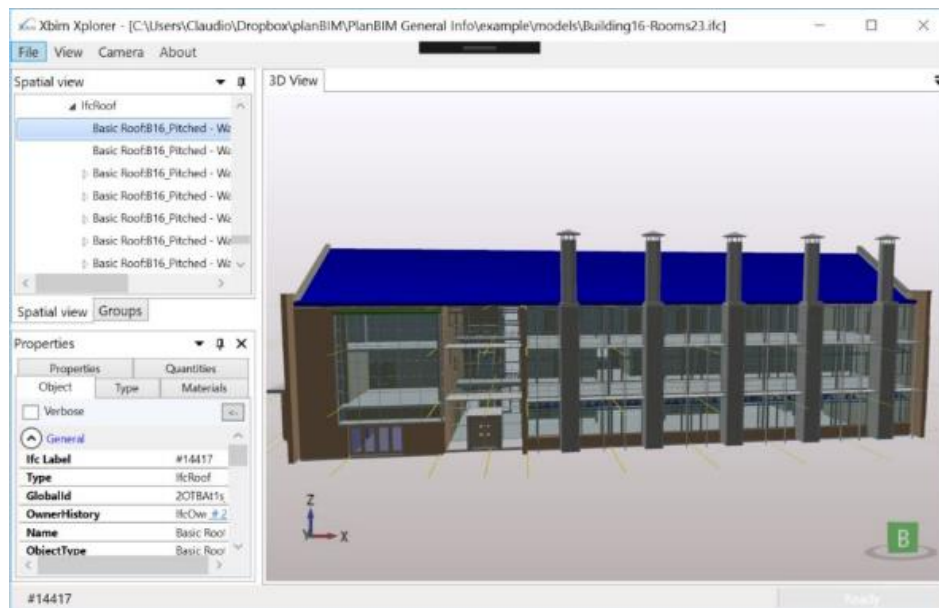 Xbim Xplorer - [C:\Users\Claudio\Dropbox\planBIM\PlanBIM General Info\example\models\Building16-Rooms23.ifc]
File View Camera About
Spatial view
IfcRoof
Basic Roof:B16_Pitched - Wa
Basic Roof:B16_Pitched - Wa
Basic Roof:B16_Pitched - Wa
Basic Roof:B16_Pitched - Wa
Basic Roof:B16_Pitched - Wa
Basic Roof:B16_Pitched - Wa
Basic Roof:B16_Pitched - Wa
Spatial view Groups
Properties
Properties Quantities
Object Type Materials
Verbose
<-
General
Ifc Label #14417
Type IfcRoof
GlobalId 2OTBAt1s
OwnerHistory IfcOwr #2
Name Basic Roof
ObjectType Basic Roof
3D View
Z
Y X
B
#14417
Ready